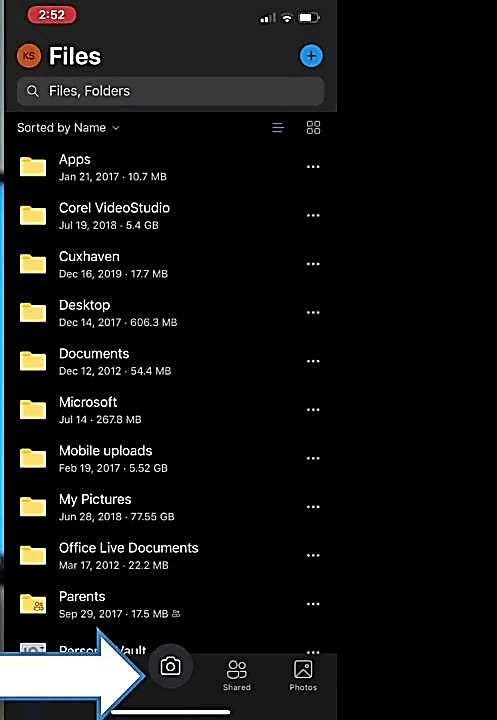 2:52
KS
Files
Files, Folders
Sorted by Name
Apps
Jan 21, 2017 · 10.7 MB
Corel VideoStudio
Jul 19, 2018 · 5.4 GB
Cuxhaven
Dec 16, 2019 · 17.7 MB
Desktop
Dec 14, 2017 · 606.3 MB
Documents
Dec 12, 2012 · 54.4 MB
Microsoft
Jul 14 · 267.8 MB
Mobile uploads
Feb 19, 2017 · 5.52 GB
My Pictures
Jun 28, 2018 · 77.55 GB
Office Live Documents
Mar 17, 2012 · 22.2 MB
Parents
Sep 29, 2017 · 17.5 MB
Vault
Shared
Photos